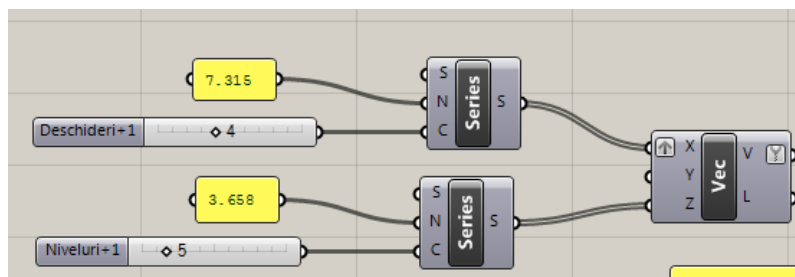 7.315
S
N
C
Series
S
Deschideri+1
4
X
Y
Z
Vec
V
L
3.658
S
N
C
Series
S
Niveluri+1
5